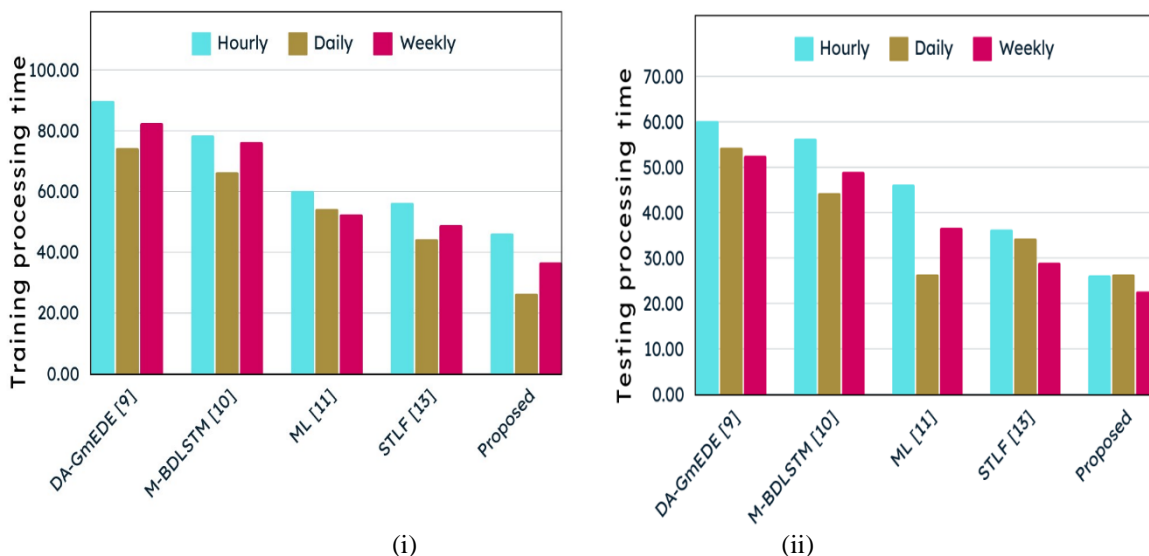 Hourly Daily Weekly
Training processing time
100.00
80.00
60.00
40.00
20.00
0.00
DA-GmEDE [9]
M-BDLSTM [10]
ML [11]
STLF [13]
Proposed
(i)
Hourly Daily Weekly
Testing processing time
70.00
60.00
50.00
40.00
30.00
20.00
10.00
0.00
DA-GmEDE [9]
M-BDLSTM [10]
ML [11]
STLF [13]
Proposed
(ii)